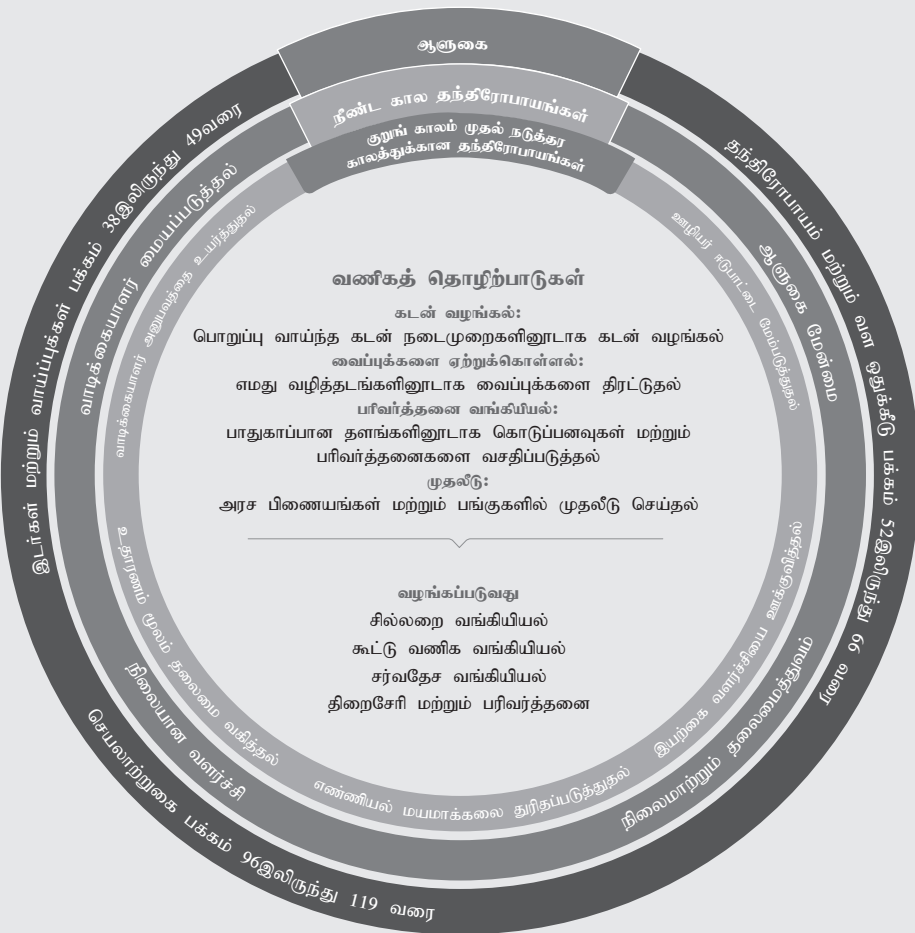 ஆளுகை
நீண்ட கால தந்திரோபாயங்கள்
குறுங் காலம் முதல் நடுத்தர
காலத்துக்கான தந்திரோபாயங்கள்
இடர்கள் மற்றும் வாய்ப்புக்கள் பக்கம் 38இலிருந்து 49வரை
தந்திரோபாயம் மற்றும் வள ஒதுக்கீடு பக்கம் 52இலிருந்து 66 வரை
செயலாற்றுகை பக்கம் 96இலிருந்து 119 வரை
வாடிக்கையாளர் மையப்படுத்தல்
ஆளுகை மேன்மை
நிலைமாற்றும் தலைமைத்துவம்
நிலையான வளர்ச்சி
வாடிக்கையாளர் அனுபவத்தை உயர்த்துதல்
ஊழியர் ஈடுபாட்டை மேம்படுத்துதல்
இயற்கை வளர்ச்சியை ஊக்குவித்தல்
எண்ணியல் மயமாக்கலை துரிதப்படுத்துதல்
உதாரணம் மூலம் தலைமை வகித்தல்
வணிகத் தொழிற்பாடுகள்
கடன் வழங்கல்:
பொறுப்பு வாய்ந்த கடன் நடைமுறைகளினூடாக கடன் வழங்கல்
வைப்புக்களை ஏற்றுக்கொள்ளல்:
எமது வழித்தடங்களினூடாக வைப்புக்களை திரட்டுதல்
பரிவர்த்தனை வங்கியியல்:
பாதுகாப்பான தளங்களினூடாக கொடுப்பனவுகள் மற்றும்
பரிவர்த்தனைகளை வசதிப்படுத்தல்
முதலீடு:
அரச பிணையங்கள் மற்றும் பங்குகளில் முதலீடு செய்தல்
வழங்கப்படுவது
சில்லறை வங்கியியல்
கூட்டு வணிக வங்கியியல்
சர்வதேச வங்கியியல்
திறைசேரி மற்றும் பரிவர்த்தனை